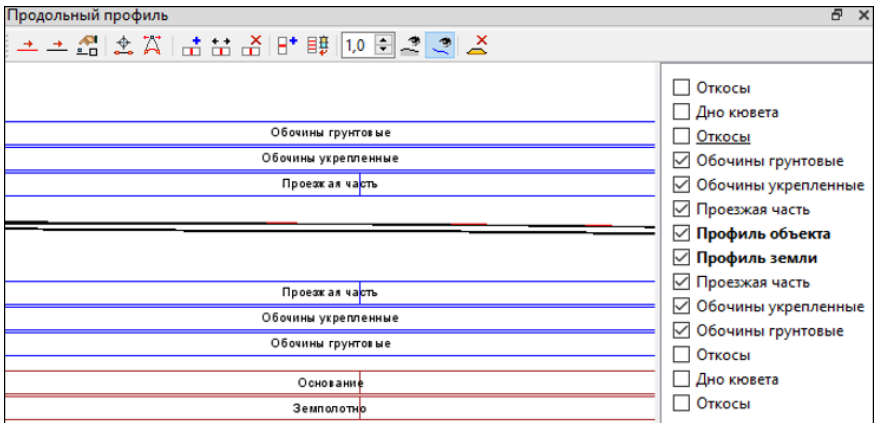 Продольный профиль
1,0
Обочины грунтовые
Обочины укрепленные
Проезжая часть
Проезжая часть
Обочины укрепленные
Обочины грунтовые
Основание
Земполотно
Откосы
Дно кювета
Откосы
Обочины грунтовые
Обочины укрепленные
Проезжая часть
Профиль объекта
Профиль земли
Проезжая часть
Обочины укрепленные
Обочины грунтовые
Откосы
Дно кювета
Откосы